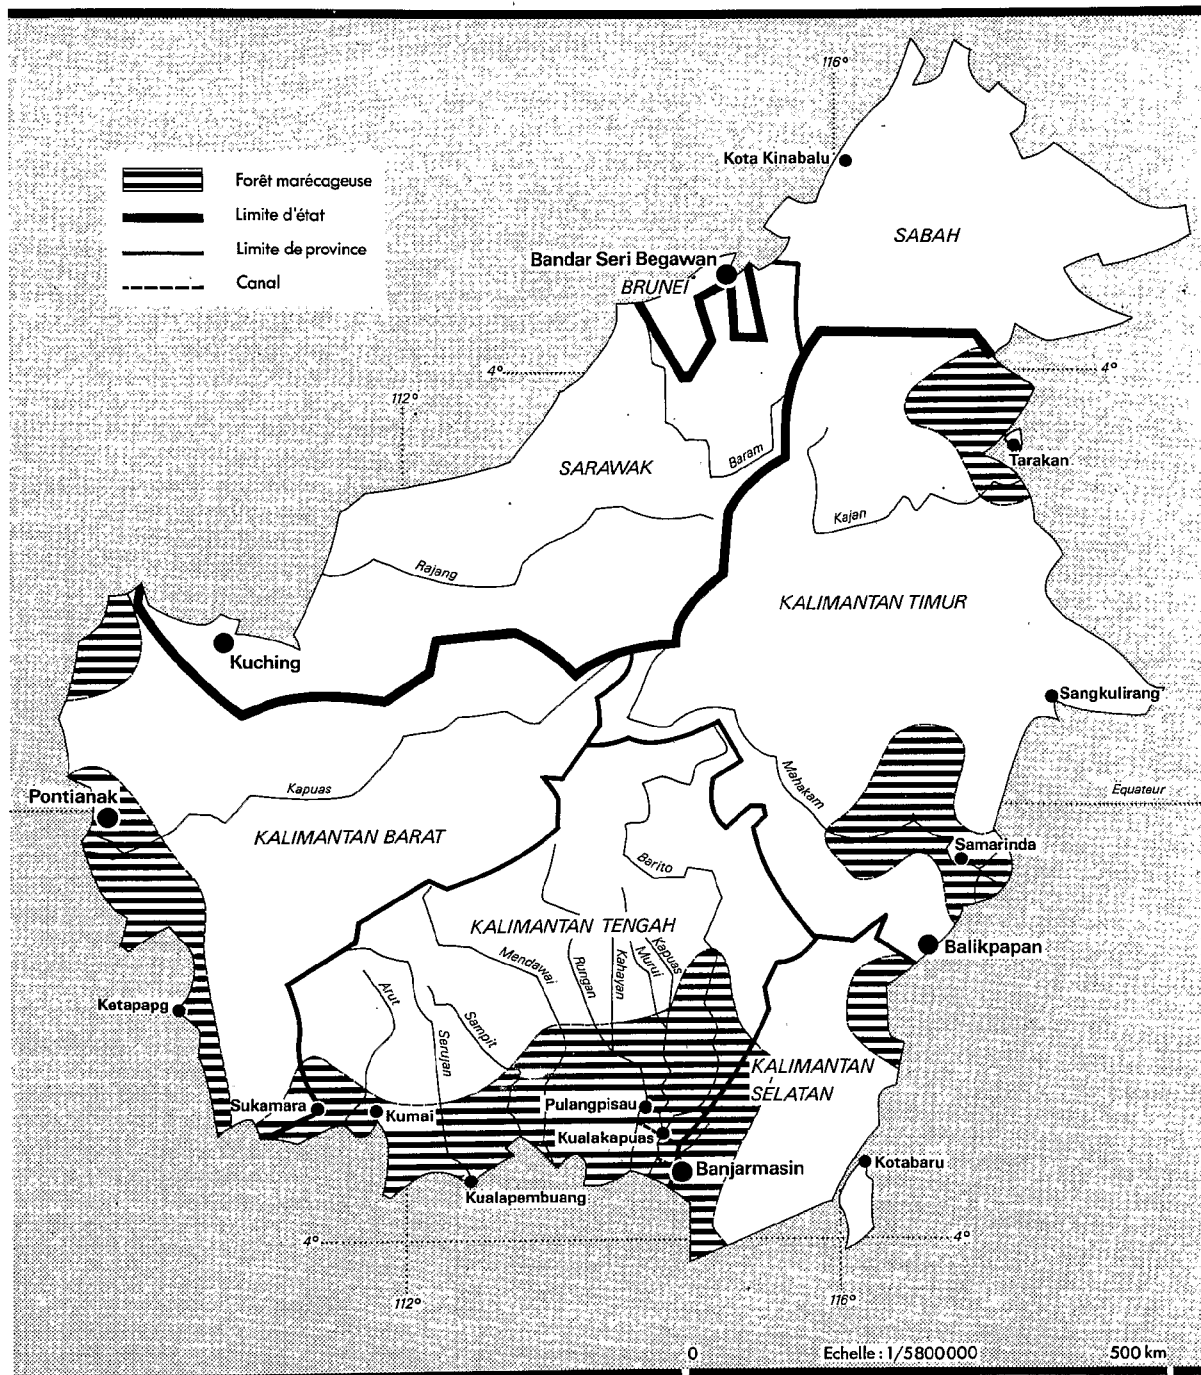 116°
Kota Kinabalu
SABAH
Forêt marécageuse
Limite d'état
Limite de province
Canal
Bandar Seri Begawan
BRUNEI
4°
4°
112°
Baram
SARAWAK
Tarakan
Kajan
Rajang
KALIMANTAN TIMUR
Kuching
Sangkulirang
Kapuas
Mahakam
Equateur
Pontianak
KALIMANTAN BARAT
Samarinda
Barito
KALIMANTAN TENGAH
Balikpapan
Mendawai
Rungan
Kahayan
Murui
Kapuas
Ketapapg
Arut
Serujan
Sampit
KALIMANTAN
SELATAN
Sukamara
Kumai
Pulangpisau
Kualakapuas
Banjarmasin
Kotabaru
Kualapembuang
4°
4°
112°
116°
0 Echelle : 1/5800000 500 km